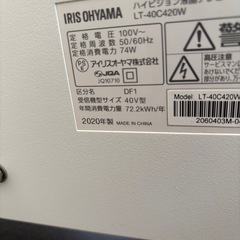 IRIS OHYAMA
ハイビジョン液晶テ
LT-40C420W
定格電圧 100V~
定格周波数 50/60Hz
定格消費電力 74W
PS
E
アイリスオーヤマ株式会社
JQA
JQ10710
区分名 DF1
受信機型サイズ 40V型
年間消費電力量 72.2kWh/年
2020年製 MADE IN CHINA
Model LT-40C420W
2060403M-0